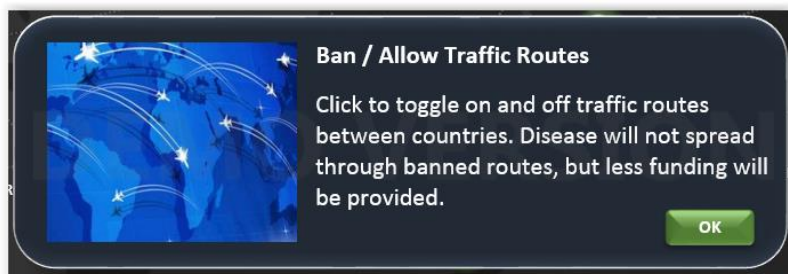 Ban / Allow Traffic Routes
Click to toggle on and off traffic routes
between countries. Disease will not spread
through banned routes, but less funding will
be provided.
OK